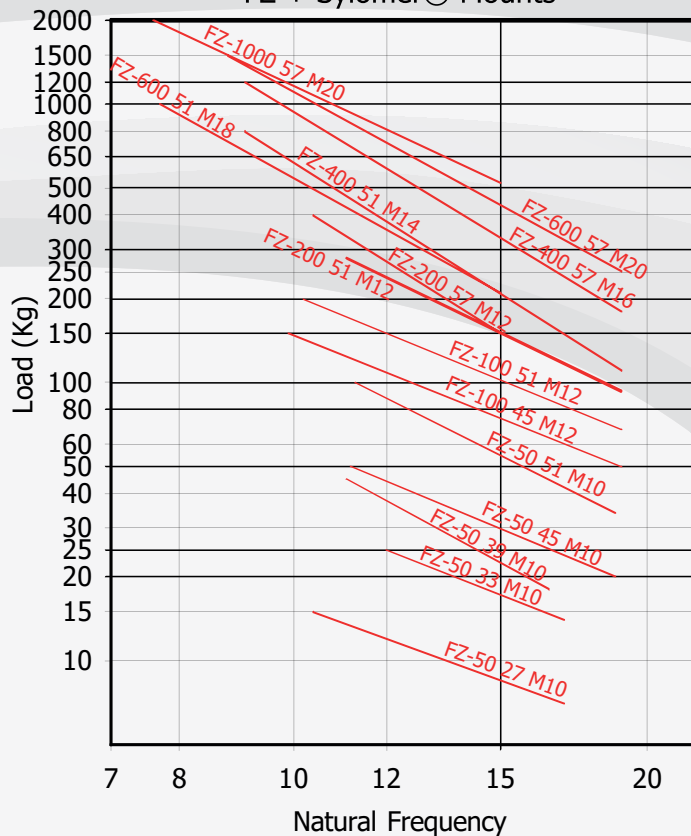 FZ + Sylomer® Mounts
2000
1500
1200
1000
800
650
500
400
300
250
200
150
100
80
60
50
40
30
25
20
15
10
Load (Kg)
FZ-1000 57 M20
FZ-600 51 M18
FZ-400 51 M14
FZ-600 57 M20
FZ-400 57 M16
FZ-200 51 M12
FZ-200 57 M12
FZ-100 51 M12
FZ-100 45 M12
FZ-50 51 M10
FZ-50 45 M10
FZ-50 39 M10
FZ-50 33 M10
FZ-50 27 M10
7 8 10 12 15 20
Natural Frequency